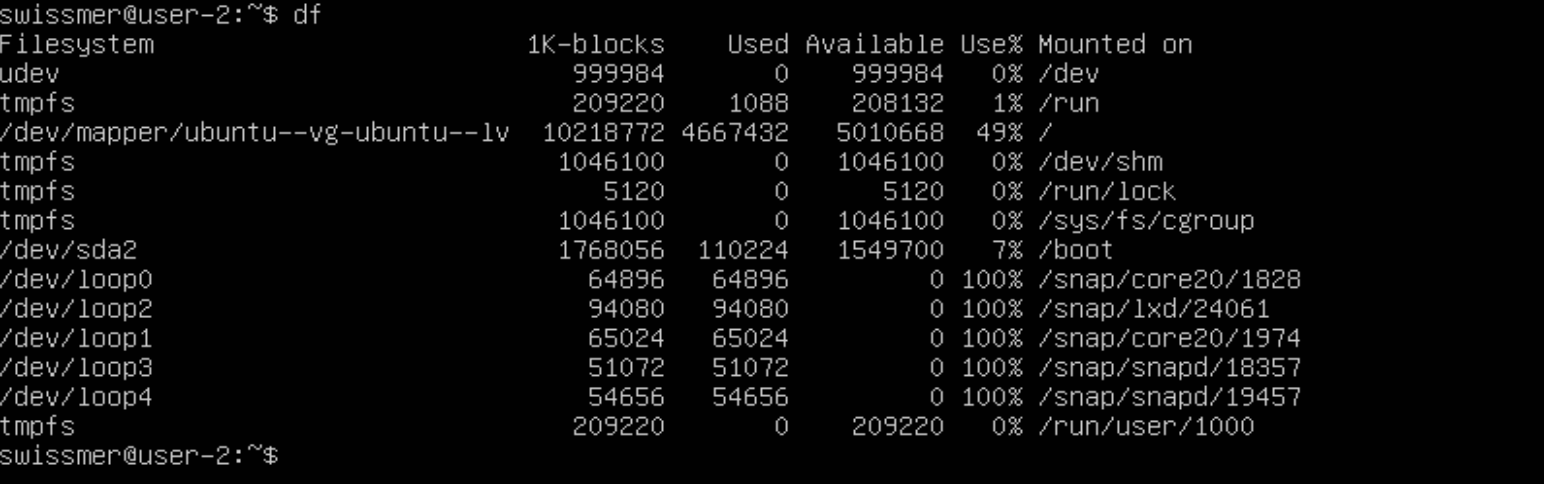 swissmer@user-2:~$ df
Filesystem                        1K-blocks    Used Available Use% Mounted on
udev                                 999984       0    999984   0% /dev
tmpfs                                209220    1088    208132   1% /run
/dev/mapper/ubuntu--vg-ubuntu--lv  10218772 4667432   5010668  49% /
tmpfs                               1046100       0   1046100   0% /dev/shm
tmpfs                                  5120       0      5120   0% /run/lock
tmpfs                               1046100       0   1046100   0% /sys/fs/cgroup
/dev/sda2                           1768056  110224   1549700   7% /boot
/dev/loop0                            64896   64896         0 100% /snap/core20/1828
/dev/loop2                            94080   94080         0 100% /snap/lxd/24061
/dev/loop1                            65024   65024         0 100% /snap/core20/1974
/dev/loop3                            51072   51072         0 100% /snap/snapd/18357
/dev/loop4                            54656   54656         0 100% /snap/snapd/19457
tmpfs                                209220       0    209220   0% /run/user/1000
swissmer@user-2:~$